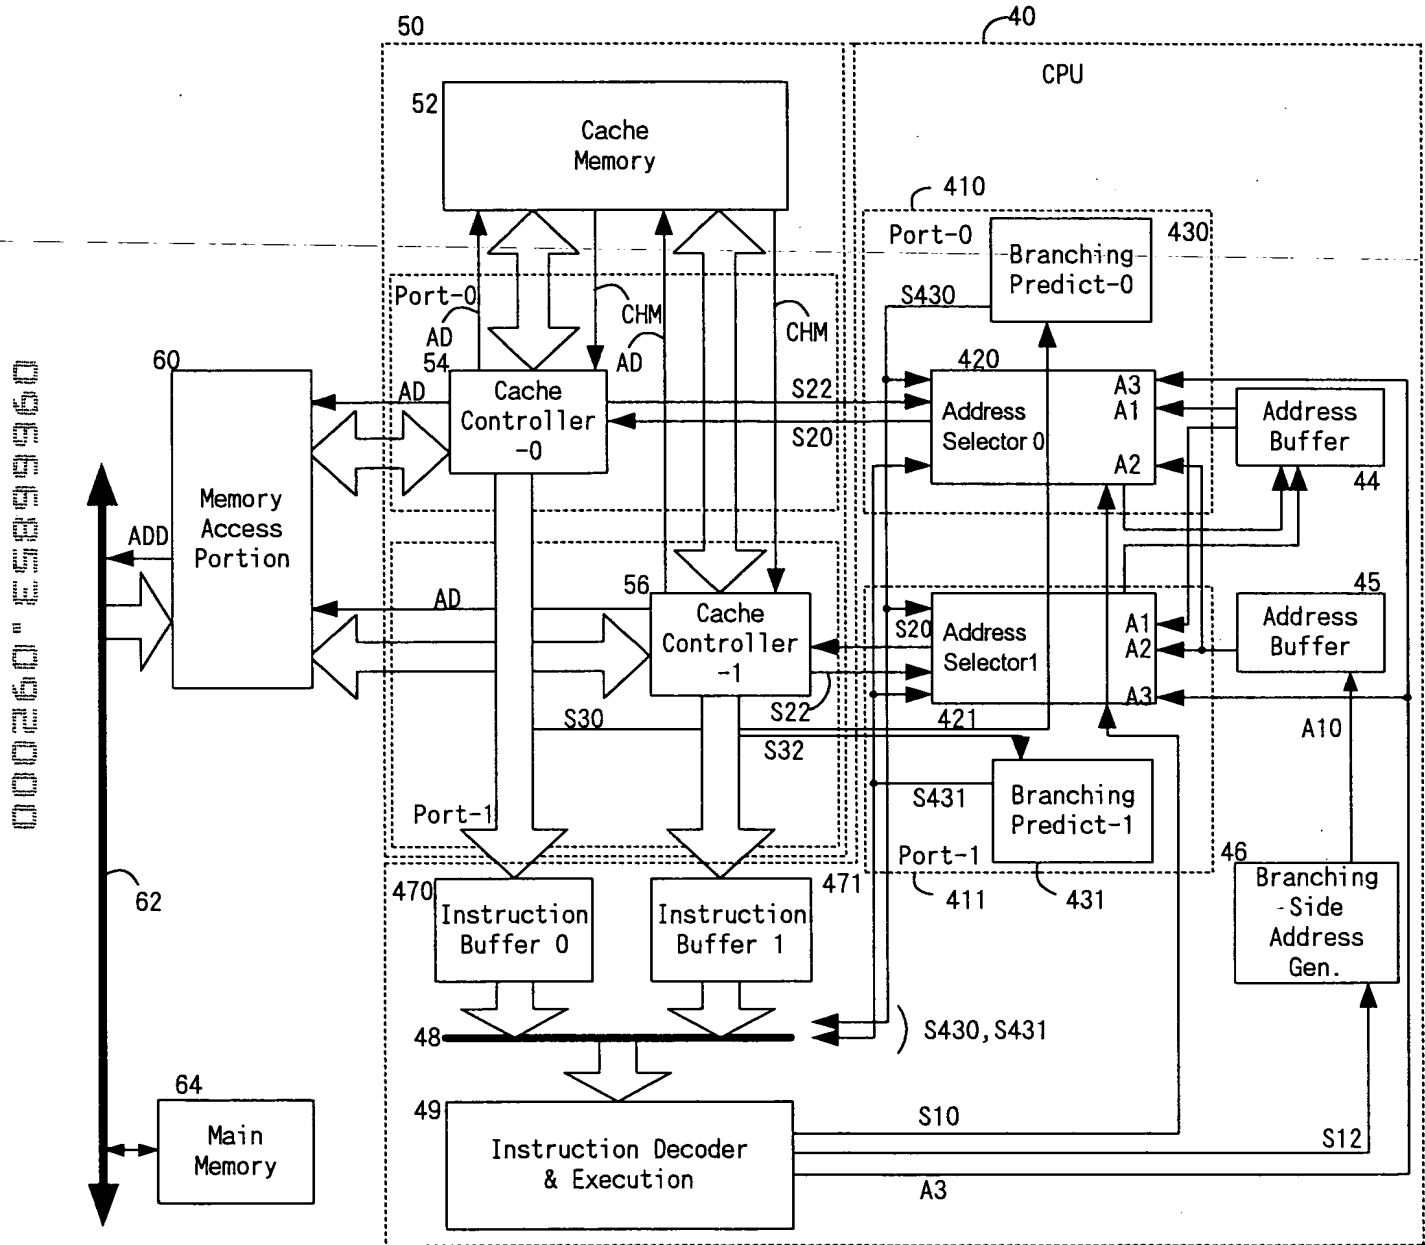 50
40
CPU
52
Cache
Memory
410
Port-0
430
Branching
Predict-0
S430
Port-0
AD
CHM
AD
CHM
60
54
Cache
Controller
-0
AD
S22
S20
420
Address
Selector 0
A3
A1
A2
Address
Buffer
44
Memory
Access
Portion
ADD
AD
56
Cache
Controller
-1
S20
S22
Address
Selector1
A1
A2
A3
421
45
Address
Buffer
A10
S30
S32
Port-1
S431
Branching
Predict-1
Port-1
411
431
46
Branching
-Side
Address
Gen.
470
Instruction
Buffer 0
471
Instruction
Buffer 1
62
48
S430,S431
64
Main
Memory
49
Instruction Decoder
& Execution
S10
S12
A3